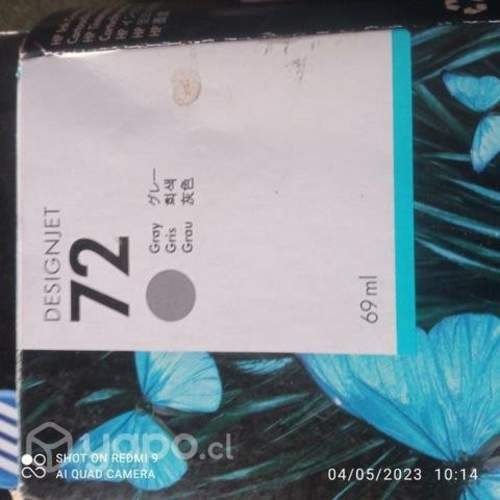 DESIGNJET
72
Gray グレー
Gris 회색
Grau 灰色
69 ml
yapo.cl
SHOT ON REDMI 9
AI QUAD CAMERA
04/05/2023 10:14